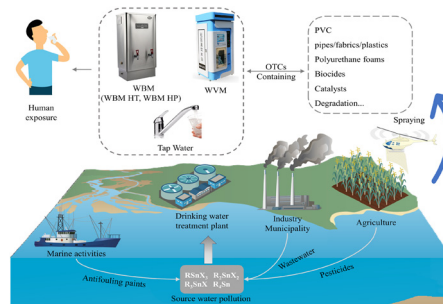 PVC
pipes/fabrics/plastics
Polyurethane foams
Biocides
Catalysts
Degradation...
OTCs
Containing
WBM
(WBM HT, WBM HP)
WVM
Tap Water
Human
exposure
Spraying
Drinking water
treatment plant
Industry
Municipality
Agriculture
Marine activities
Antifouling paints
Wastewater
Pesticides
RSnX₃ R₂SnX₂
R₃SnX R₄Sn
Source water pollution